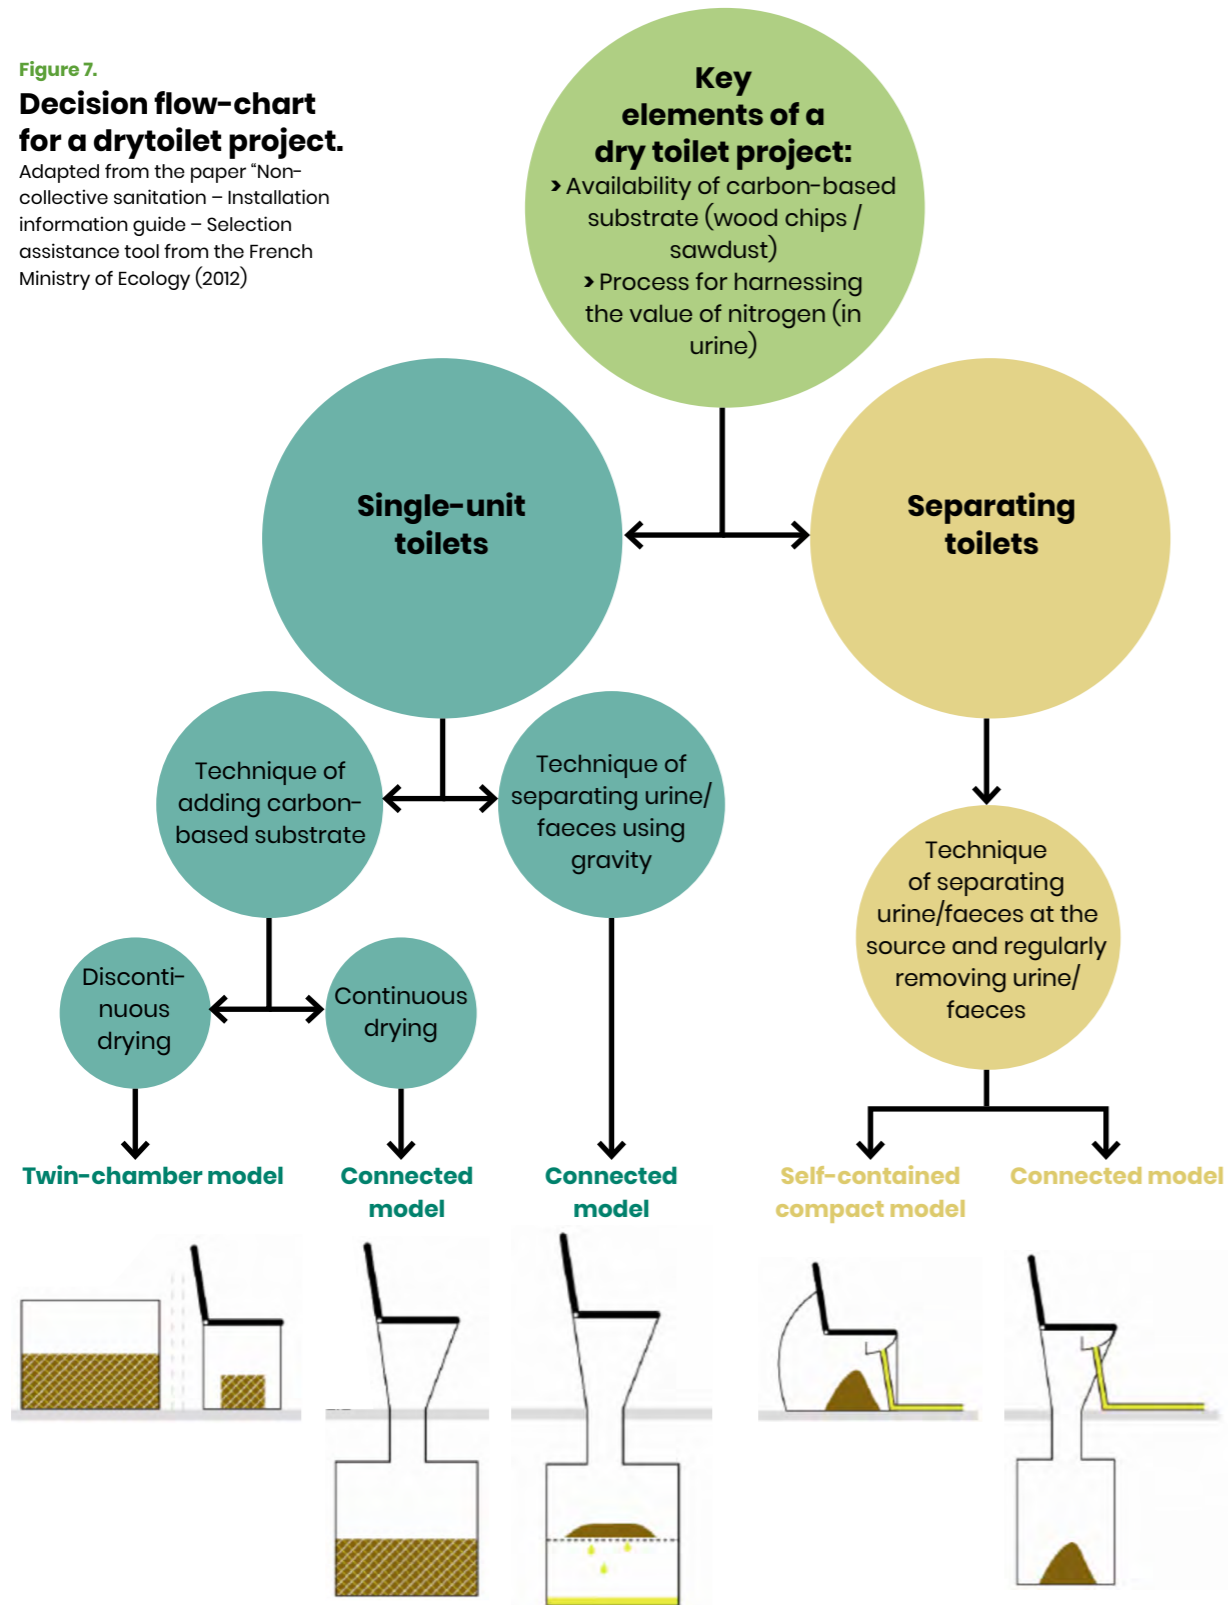 Figure 7.
Decision flow-chart
for a drytoilet project.
Adapted from the paper “Non-
collective sanitation – Installation
information guide – Selection
assistance tool from the French
Ministry of Ecology (2012)
Key
elements of a
dry toilet project:
> Availability of carbon-based
substrate (wood chips /
sawdust)
> Process for harnessing
the value of nitrogen (in
urine)
Single-unit
toilets
Separating
toilets
Technique of
adding carbon-
based substrate
Technique of
separating urine/
faeces using
gravity
Technique
of separating
urine/faeces at the
source and regularly
removing urine/
faeces
Disconti-
nuous
drying
Continuous
drying
Twin-chamber model
Connected
model
Connected
model
Self-contained
compact model
Connected model